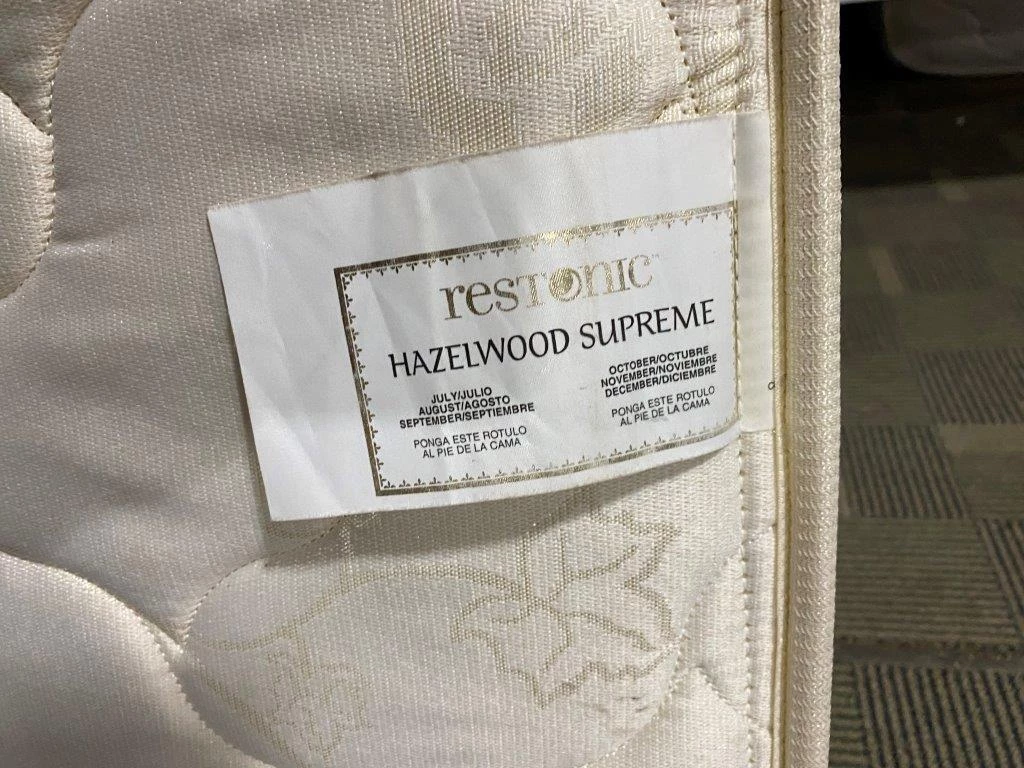 resTonic™
HAZELWOOD SUPREME
JULY/JULIO
AUGUST/AGOSTO
SEPTEMBER/SEPTIEMBRE
PONGA ESTE ROTULO
AL PIE DE LA CAMA
OCTOBER/OCTUBRE
NOVEMBER/NOVIEMBRE
DECEMBER/DICIEMBRE
PONGA ESTE ROTULO
AL PIE DE LA CAMA